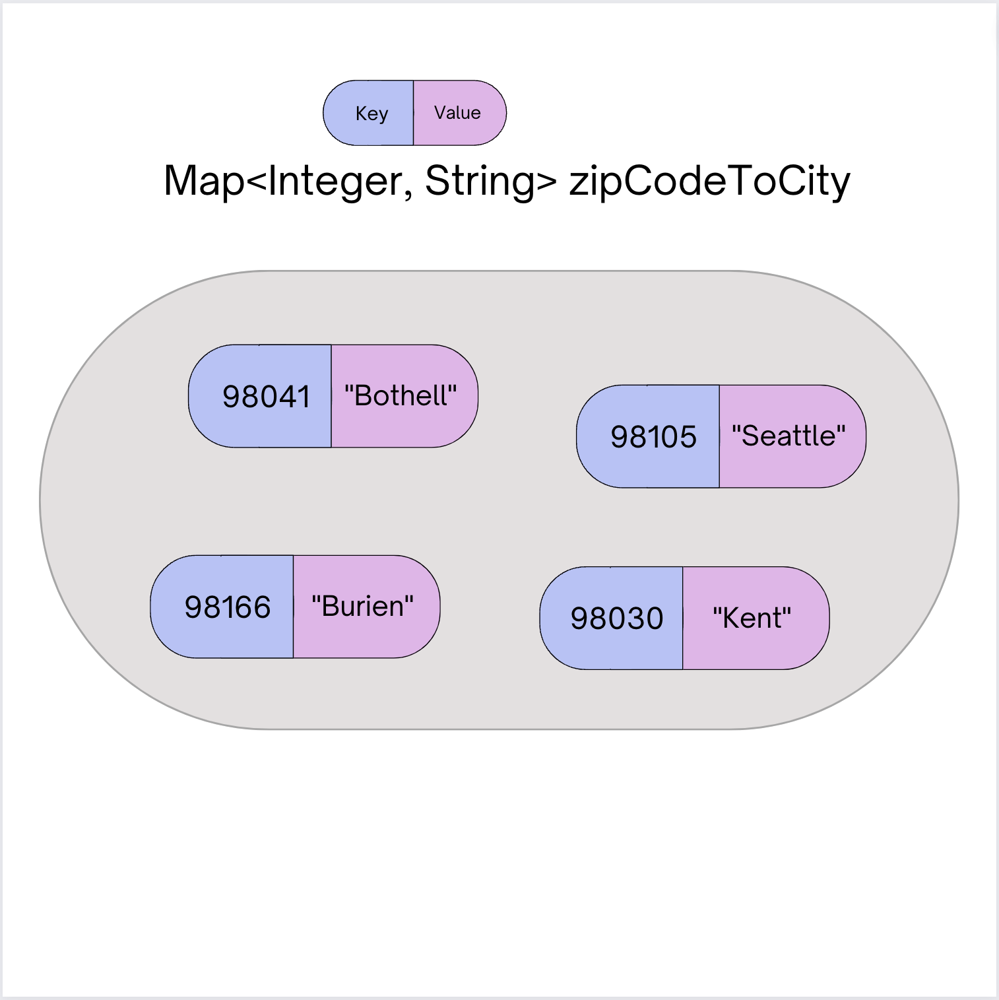 Key Value
Map<Integer, String> zipCodeToCity
98041 "Bothell"
98105 "Seattle"
98166 "Burien"
98030 "Kent"